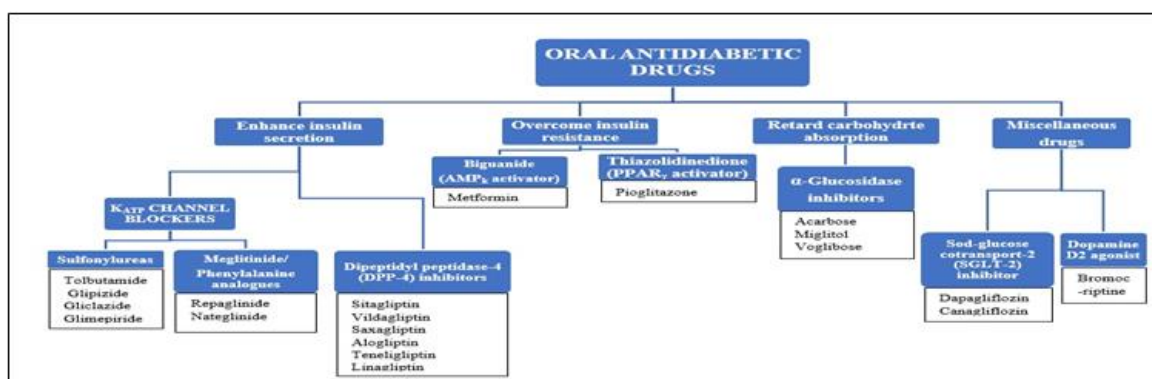 ORAL ANTIDIABETIC
DRUGS
Enhance insulin
secretion
Overcome insulin
resistance
Retard carbohydrte
absorption
Miscellaneous
drugs
Biguanide
(AMPk activator)
Metformin
Thiazolidinedione
(PPARγ activator)
Pioglitazone
α-Glucosidase
inhibitors
Acarbose
Miglitol
Voglibose
KATP CHANNEL
BLOCKERS
Sulfonylureas
Tolbutamide
Glipizide
Gliclazide
Glimepiride
Meglitinide/
Phenylalanine
analogues
Repaglinide
Nateglinide
Dipeptidyl peptidase-4
(DPP-4) inhibitors
Sitagliptin
Vildagliptin
Saxagliptin
Alogliptin
Teneligliptin
Linagliptin
Sod-glucose
cotransport-2
(SGLT-2)
inhibitor
Dapagliflozin
Canagliflozin
Dopamine
D2 agonist
Bromoc
-riptine